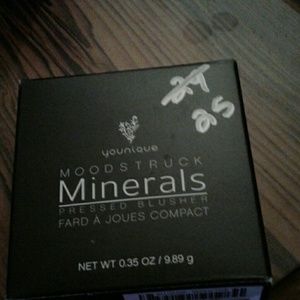 25
younique
MOODSTRUCK
Minerals
PRESSED BLUSHER
FARD À JOUES COMPACT
NET WT 0.35 OZ / 9.89 g